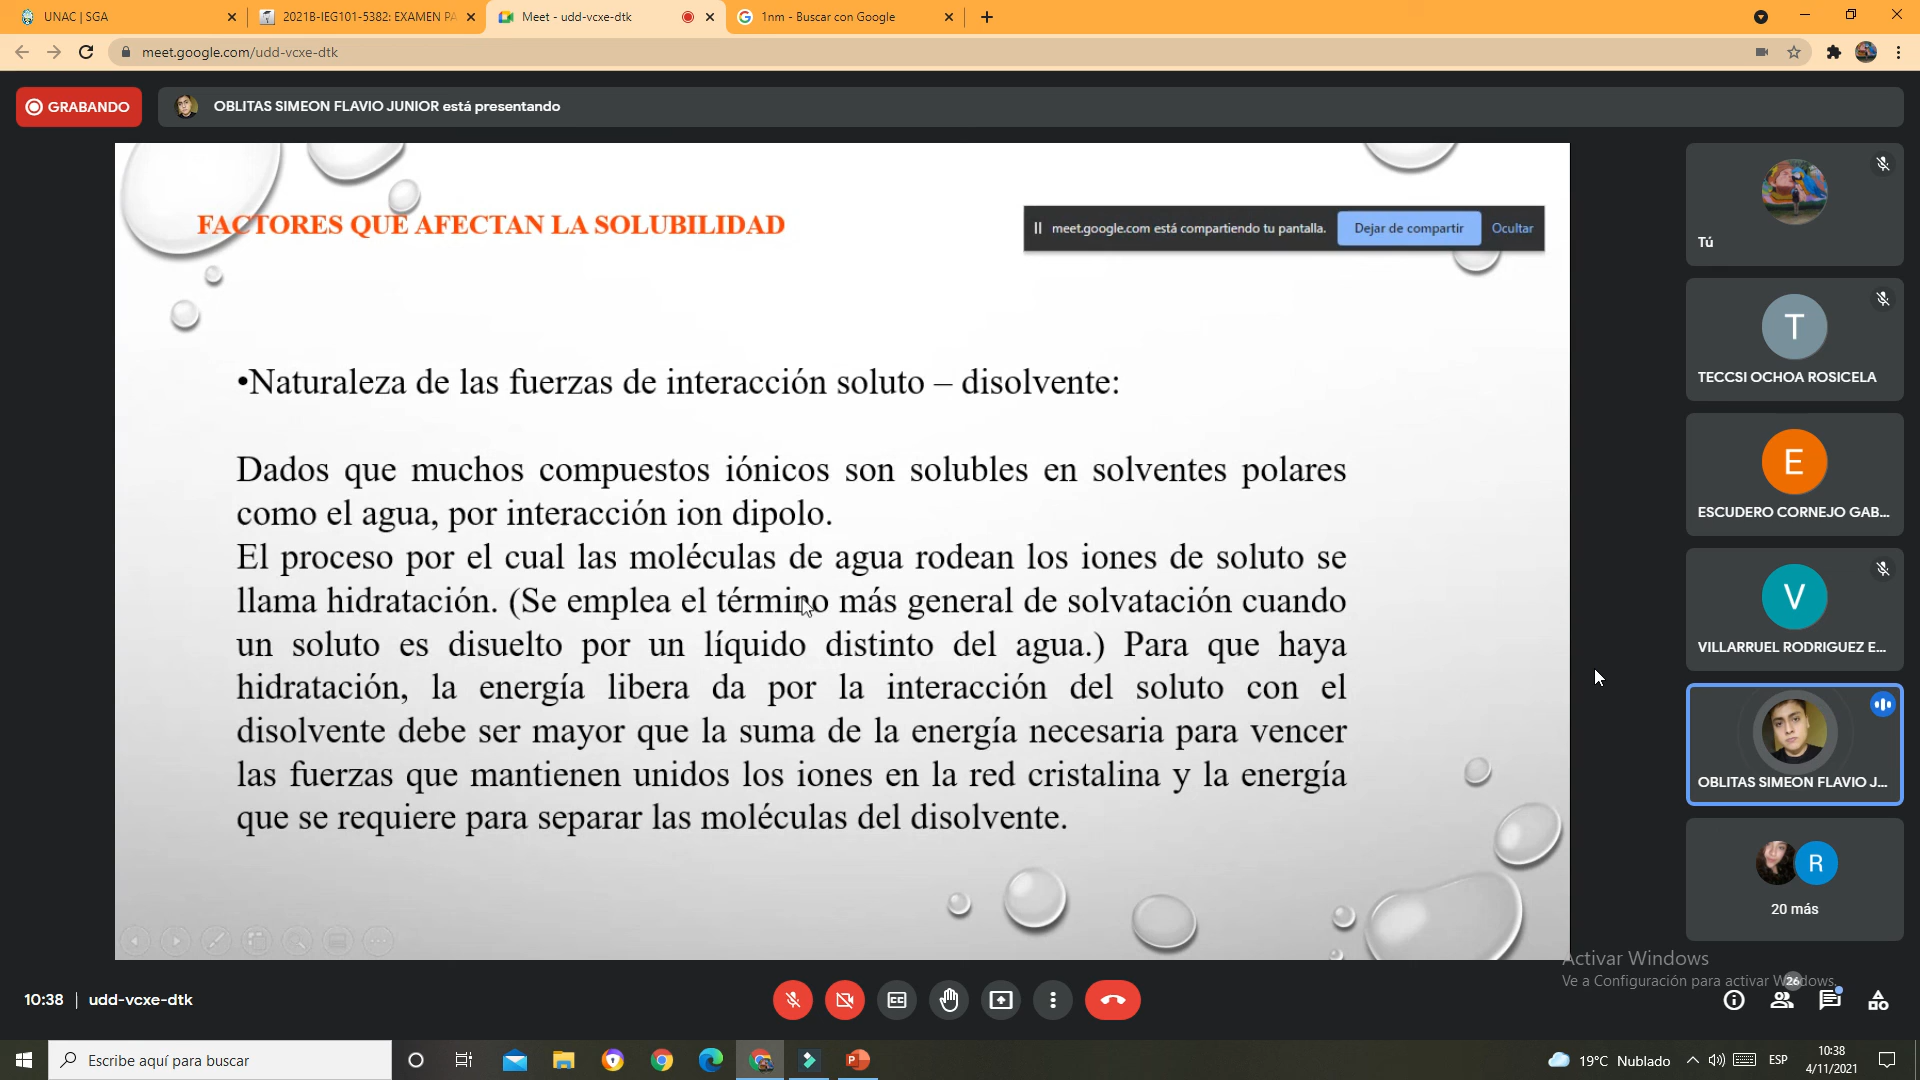 UNAC | SGA
2021B-IEG101-5382: EXAMEN PA
Meet - udd-vcxe-dtk
1nm - Buscar con Google
meet.google.com/udd-vcxe-dtk
GRABANDO
OBLITAS SIMEON FLAVIO JUNIOR está presentando
FACTORES QUE AFECTAN LA SOLUBILIDAD
meet.google.com está compartiendo tu pantalla.
Dejar de compartir
Ocultar
•Naturaleza de las fuerzas de interacción soluto – disolvente:
Dados que muchos compuestos iónicos son solubles en solventes polares
como el agua, por interacción ion dipolo.
El proceso por el cual las moléculas de agua rodean los iones de soluto se
llama hidratación. (Se emplea el término más general de solvatación cuando
un soluto es disuelto por un líquido distinto del agua.) Para que haya
hidratación, la energía libera da por la interacción del soluto con el
disolvente debe ser mayor que la suma de la energía necesaria para vencer
las fuerzas que mantienen unidos los iones en la red cristalina y la energía
que se requiere para separar las moléculas del disolvente.
Tú
T
TECCSI OCHOA ROSICELA
E
ESCUDERO CORNEJO GAB...
V
VILLARRUEL RODRIGUEZ E...
OBLITAS SIMEON FLAVIO J...
R
20 más
Activar Windows
Ve a Configuración para activar Windows.
26
10:38 | udd-vcxe-dtk
Escribe aquí para buscar
19°C Nublado
ESP
10:38
4/11/2021